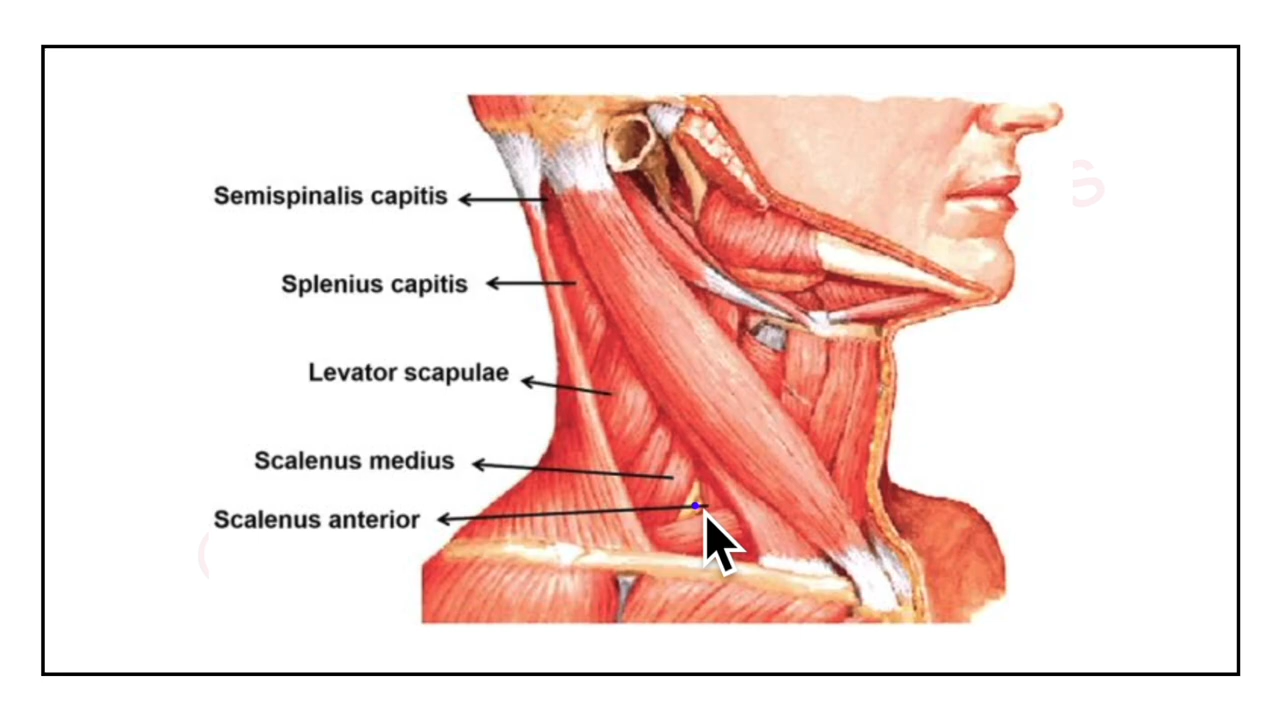 Semispinalis capitis
Splenius capitis
Levator scapulae
Scalenus medius
Scalenus anterior